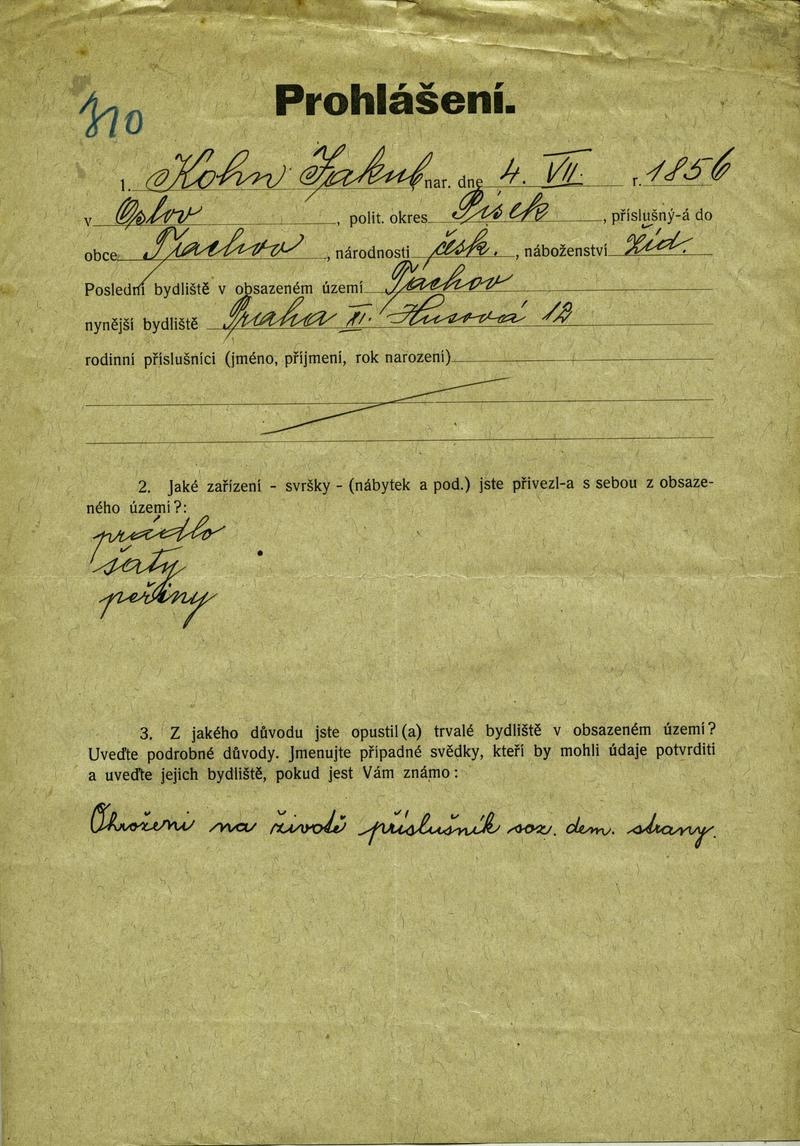 Prohlášení.
310
1. Kohn Jakub nar. dne 4. VII. r. 1856
v Oslov, polit. okres Písek, příslušný-á do
obce Tachov, národnosti česk., náboženství žid.
Poslední bydliště v obsazeném území Tachov
nynější bydliště Praha XI. Husová 12
rodinní příslušníci (jméno, příjmení, rok narození)
2. Jaké zařízení - svršky - (nábytek a pod.) jste přivezl-a s sebou z obsaze-
ného území?:
prádlo
šaty
peřiny
3. Z jakého důvodu jste opustil(a) trvalé bydliště v obsazeném území?
Uveďte podrobné důvody. Jmenujte případné svědky, kteří by mohli údaje potvrditi
a uveďte jejich bydliště, pokud jest Vám známo:
Ohrožení na životě příslušník soz. dem. strany.